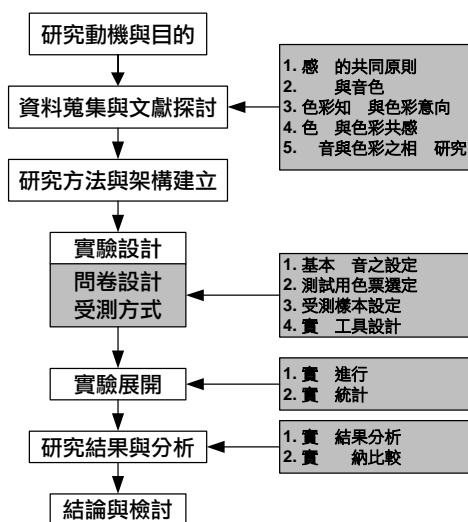 研究動機與目的
資料蒐集與文獻探討
1. 感 的共同原則
2. 與音色
3. 色彩知 與色彩意向
4. 色 與色彩共感
5. 音與色彩之相 研究
研究方法與架構建立
實驗設計
問卷設計
受測方式
1. 基本 音之設定
2. 測試用色票選定
3. 受測樣本設定
4. 實 工具設計
實驗展開
1. 實 進行
2. 實 統計
研究結果與分析
1. 實 結果分析
2. 實 納比較
結論與檢討